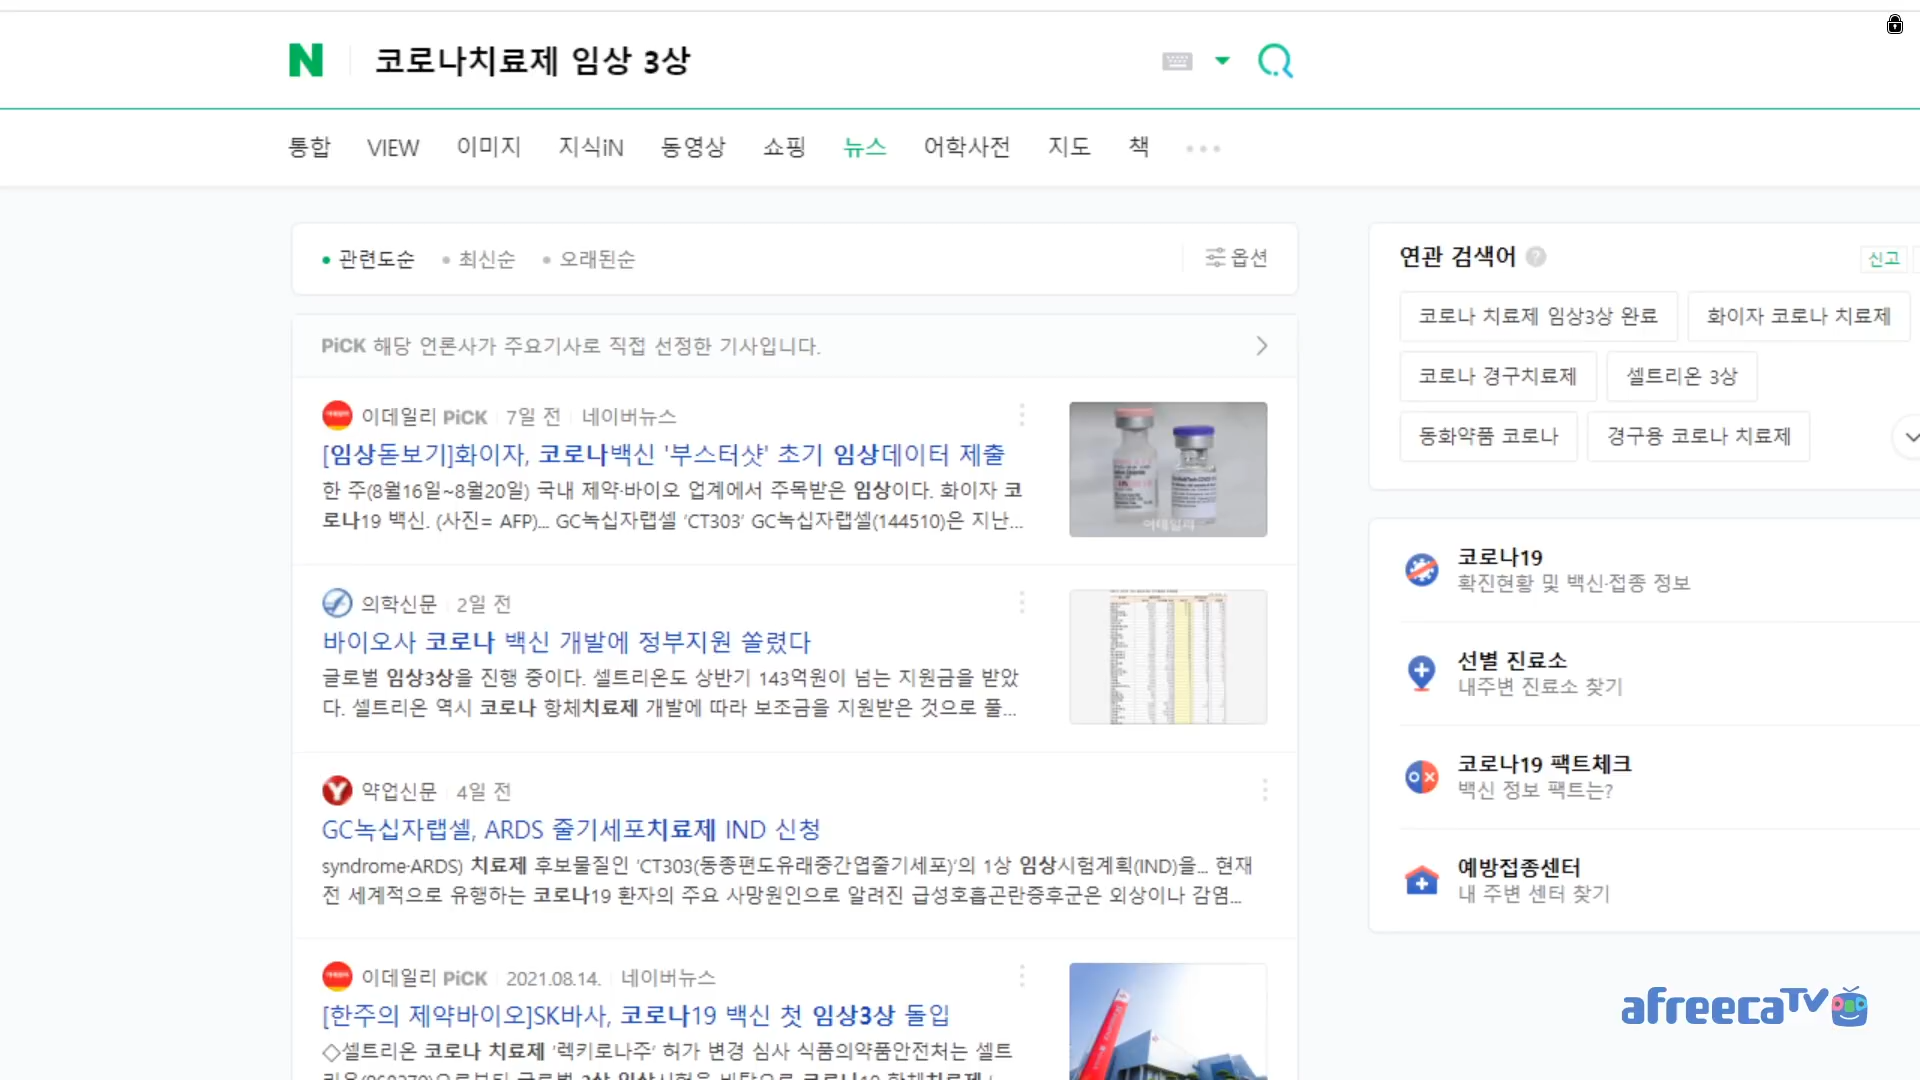 N 코로나치료제 임상 3상
통합 VIEW 이미지 지식iN 동영상 쇼핑 뉴스 어학사전 지도 책
관련도순 최신순 오래된순 옵션
PiCK 해당 언론사가 주요기사로 직접 선정한 기사입니다.
이데일리 PiCK 7일 전 네이버뉴스
[임상돋보기]화이자, 코로나백신 '부스터샷' 초기 임상데이터 제출
한 주(8월16일~8월20일) 국내 제약·바이오 업계에서 주목받은 임상이다. 화이자 코
로나19 백신. (사진= AFP)... GC녹십자랩셀 'CT303' GC녹십자랩셀(144510)은 지난...
이데일리
의학신문 2일 전
바이오사 코로나 백신 개발에 정부지원 쏠렸다
글로벌 임상3상을 진행 중이다. 셀트리온도 상반기 143억원이 넘는 지원금을 받았
다. 셀트리온 역시 코로나 항체치료제 개발에 따라 보조금을 지원받은 것으로 풀...
약업신문 4일 전
GC녹십자랩셀, ARDS 줄기세포치료제 IND 신청
syndrome·ARDS) 치료제 후보물질인 'CT303(동종편도유래중간엽줄기세포)'의 1상 임상시험계획(IND)을... 현재
전 세계적으로 유행하는 코로나19 환자의 주요 사망원인으로 알려진 급성호흡곤란증후군은 외상이나 감염...
이데일리 PiCK 2021.08.14. 네이버뉴스
[한주의 제약바이오]SK바사, 코로나19 백신 첫 임상3상 돌입
◇셀트리온 코로나 치료제 '렉키로나주' 허가 변경 심사 식품의약품안전처는 셀트
연관 검색어 ? 신고
코로나 치료제 임상3상 완료 화이자 코로나 치료제
코로나 경구치료제 셀트리온 3상
동화약품 코로나 경구용 코로나 치료제
코로나19
확진현황 및 백신·접종 정보
선별 진료소
내주변 진료소 찾기
코로나19 팩트체크
백신 정보 팩트는?
예방접종센터
내 주변 센터 찾기
afreecaTV